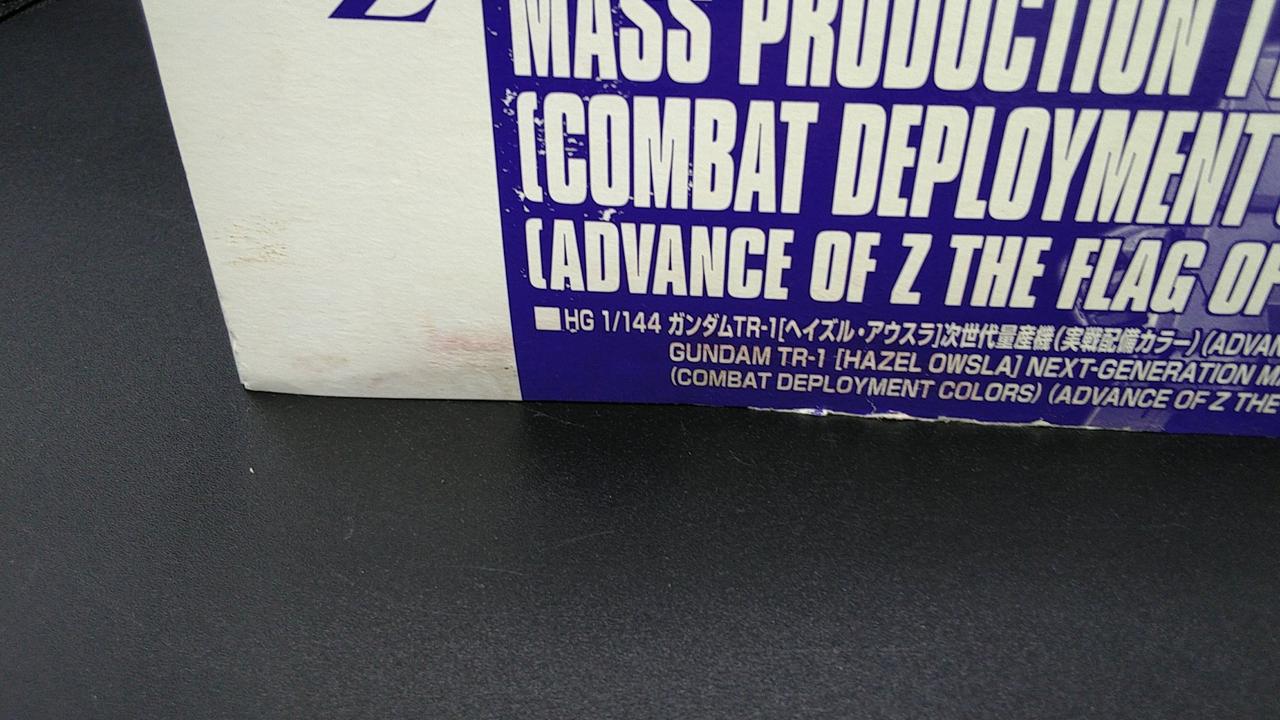 Z
MASS PRODUCTION
(COMBAT DEPLOYMENT
(ADVANCE OF Z THE FLAG OF
■HG 1/144 ガンダムTR-1[ヘイズル・アウスラ]次世代量産機(実戦配備カラー) (ADVAN
GUNDAM TR-1 [HAZEL OWSLA] NEXT-GENERATION M
(COMBAT DEPLOYMENT COLORS) (ADVANCE OF Z THE